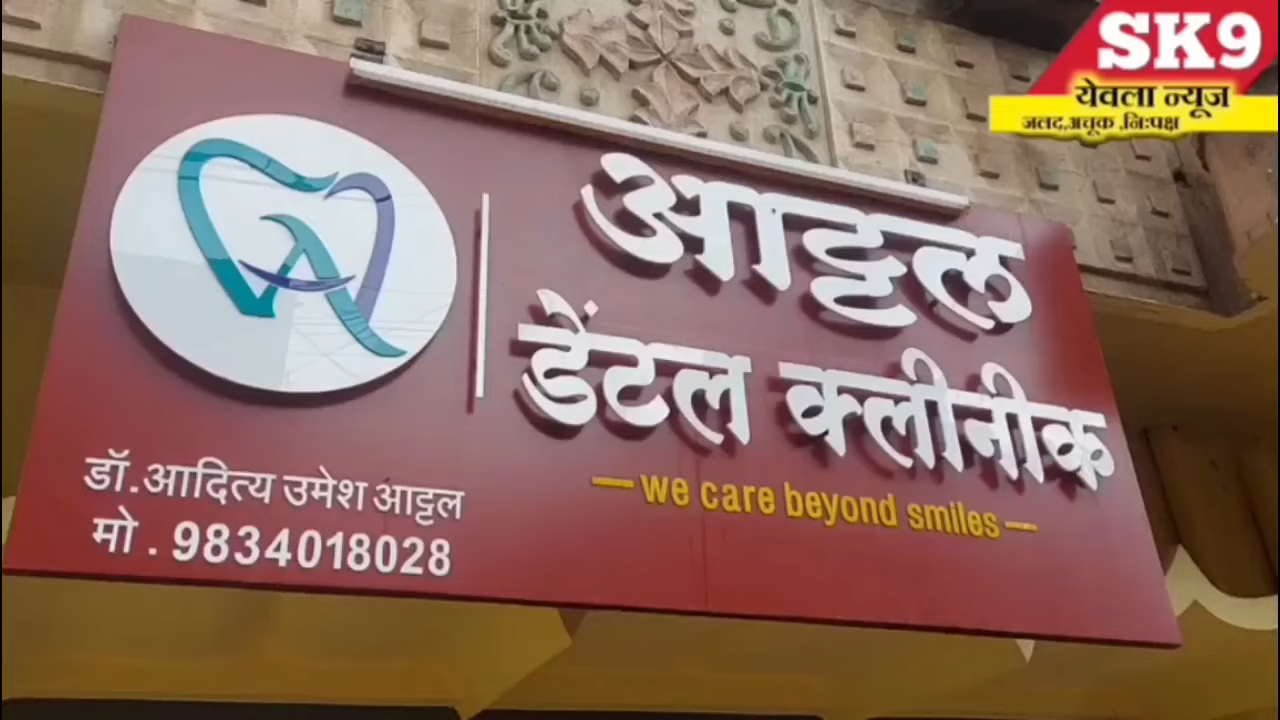 SK9
येवला न्यूज
जलद,अचूक ,निःपक्ष
आट्टल
डेंटल क्लीनीक
we care beyond smiles
डॉ.आदित्य उमेश आट्टल
मो . 9834018028